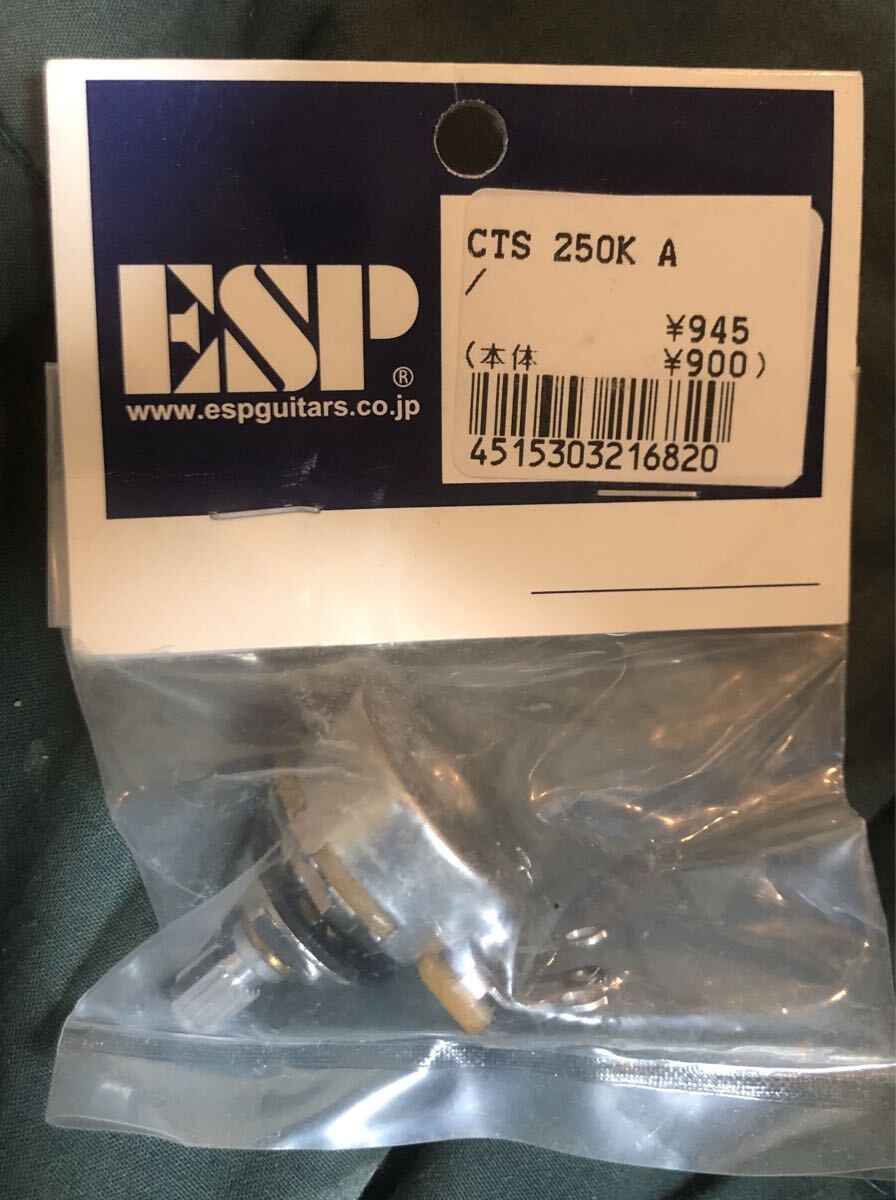 ESP®
www.espguitars.co.jp
CTS 250K A
/
¥945
(本体 ¥900)
4515303216820